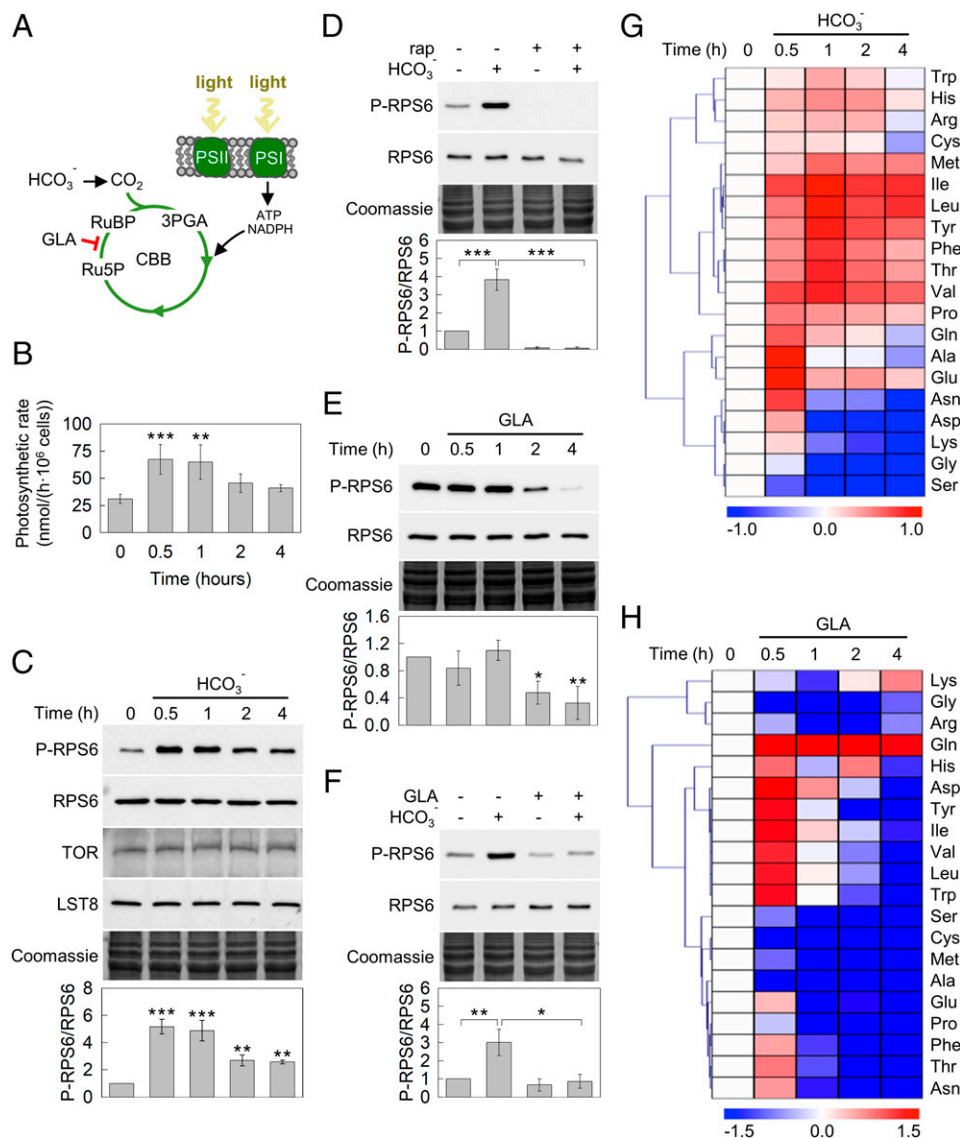 A
light light
PSII PSI
HCO₃⁻ CO₂
RuBP 3PGA
ATP
NADPH
GLA
CBB
Ru5P
B
Photosynthetic rate
(nmol/(h·10⁶ cells))
100
75
50
25
0
*** **
0 0.5 1 2 4
Time (hours)
C
HCO₃⁻
Time (h) 0 0.5 1 2 4
P-RPS6
RPS6
TOR
LST8
Coomassie
P-RPS6/RPS6
8
6
4
2
0
*** *** ** **
D
rap - - + +
HCO₃⁻ - + - +
P-RPS6
RPS6
Coomassie
P-RPS6/RPS6
6
5
4
3
2
1
0
*** ***
E
GLA
Time (h) 0 0.5 1 2 4
P-RPS6
RPS6
Coomassie
P-RPS6/RPS6
1.6
1.2
0.8
0.4
0.0
* **
F
GLA - - + +
HCO₃⁻ - + - +
P-RPS6
RPS6
Coomassie
P-RPS6/RPS6
5
4
3
2
1
0
** *
G
HCO₃⁻
Time (h) 0 0.5 1 2 4
Trp
His
Arg
Cys
Met
Ile
Leu
Tyr
Phe
Thr
Val
Pro
Gln
Ala
Glu
Asn
Asp
Lys
Gly
Ser
-1.0 0.0 1.0
H
GLA
Time (h) 0 0.5 1 2 4
Lys
Gly
Arg
Gln
His
Asp
Tyr
Ile
Val
Leu
Trp
Ser
Cys
Met
Ala
Glu
Pro
Phe
Thr
Asn
-1.5 0.0 1.5